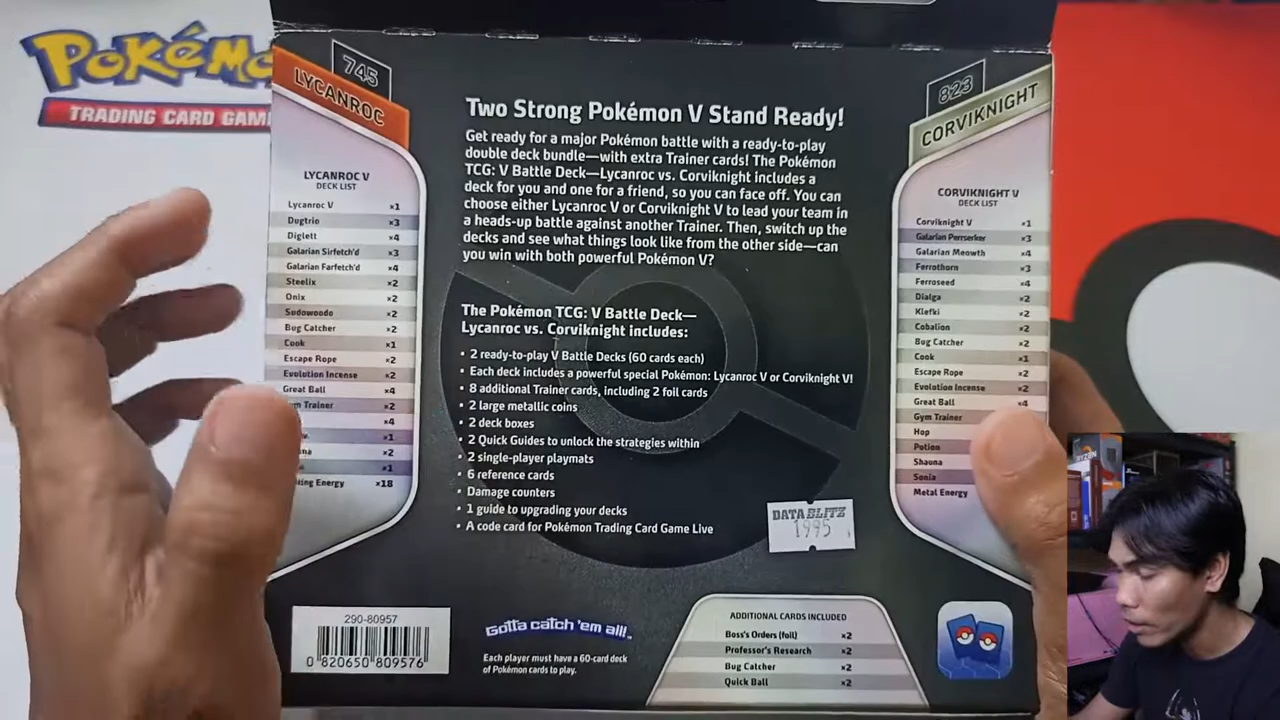 Pokémo
TRADING CARD GAM
745
LYCANROC
LYCANROC V
DECK LIST
Lycanroc V ×1
Dugtrio ×3
Diglett ×4
Galarian Sirfetch'd ×3
Galarian Farfetch'd ×4
Steelix ×2
Onix ×2
Sudowoodo ×2
Bug Catcher ×2
Cook ×1
Escape Rope ×2
Evolution Incense ×2
Great Ball ×4
Gym Trainer ×2
×4
×1
×2
×1
Energy ×18
Two Strong Pokémon V Stand Ready!
Get ready for a major Pokémon battle with a ready-to-play
double deck bundle—with extra Trainer cards! The Pokémon
TCG: V Battle Deck—Lycanroc vs. Corviknight includes a
deck for you and one for a friend, so you can face off. You can
choose either Lycanroc V or Corviknight V to lead your team in
a heads-up battle against another Trainer. Then, switch up the
decks and see what things look like from the other side—can
you win with both powerful Pokémon V?
The Pokémon TCG: V Battle Deck—
Lycanroc vs. Corviknight includes:
• 2 ready-to-play V Battle Decks (60 cards each)
• Each deck includes a powerful special Pokémon: Lycanroc V or Corviknight V!
• 8 additional Trainer cards, including 2 foil cards
• 2 large metallic coins
• 2 deck boxes
• 2 Quick Guides to unlock the strategies within
• 2 single-player playmats
• 6 reference cards
• Damage counters
• 1 guide to upgrading your decks
• A code card for Pokémon Trading Card Game Live
DATA BLITZ
1995
823
CORVIKNIGHT
CORVIKNIGHT V
DECK LIST
Corviknight V ×1
Galarian Perrserker ×3
Galarian Meowth ×4
Ferrothorn ×3
Ferroseed ×4
Dialga ×2
Klefki ×2
Cobalion ×2
Bug Catcher ×2
Cook ×1
Escape Rope ×2
Evolution Incense ×2
Great Ball ×4
Gym Trainer
Hop
Potion
Shauna
Sonia
Metal Energy
290-80957
0 820650 809576
Gotta catch 'em all!™
Each player must have a 60-card deck
of Pokémon cards to play.
ADDITIONAL CARDS INCLUDED
Boss's Orders (foil) ×2
Professor's Research ×2
Bug Catcher ×2
Quick Ball ×2
RYZEN